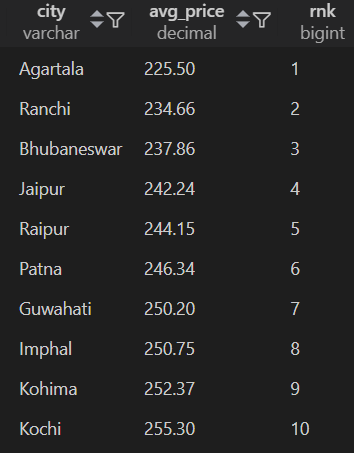 city avg_price rnk
varchar decimal bigint
Agartala 225.50 1
Ranchi 234.66 2
Bhubaneswar 237.86 3
Jaipur 242.24 4
Raipur 244.15 5
Patna 246.34 6
Guwahati 250.20 7
Imphal 250.75 8
Kohima 252.37 9
Kochi 255.30 10